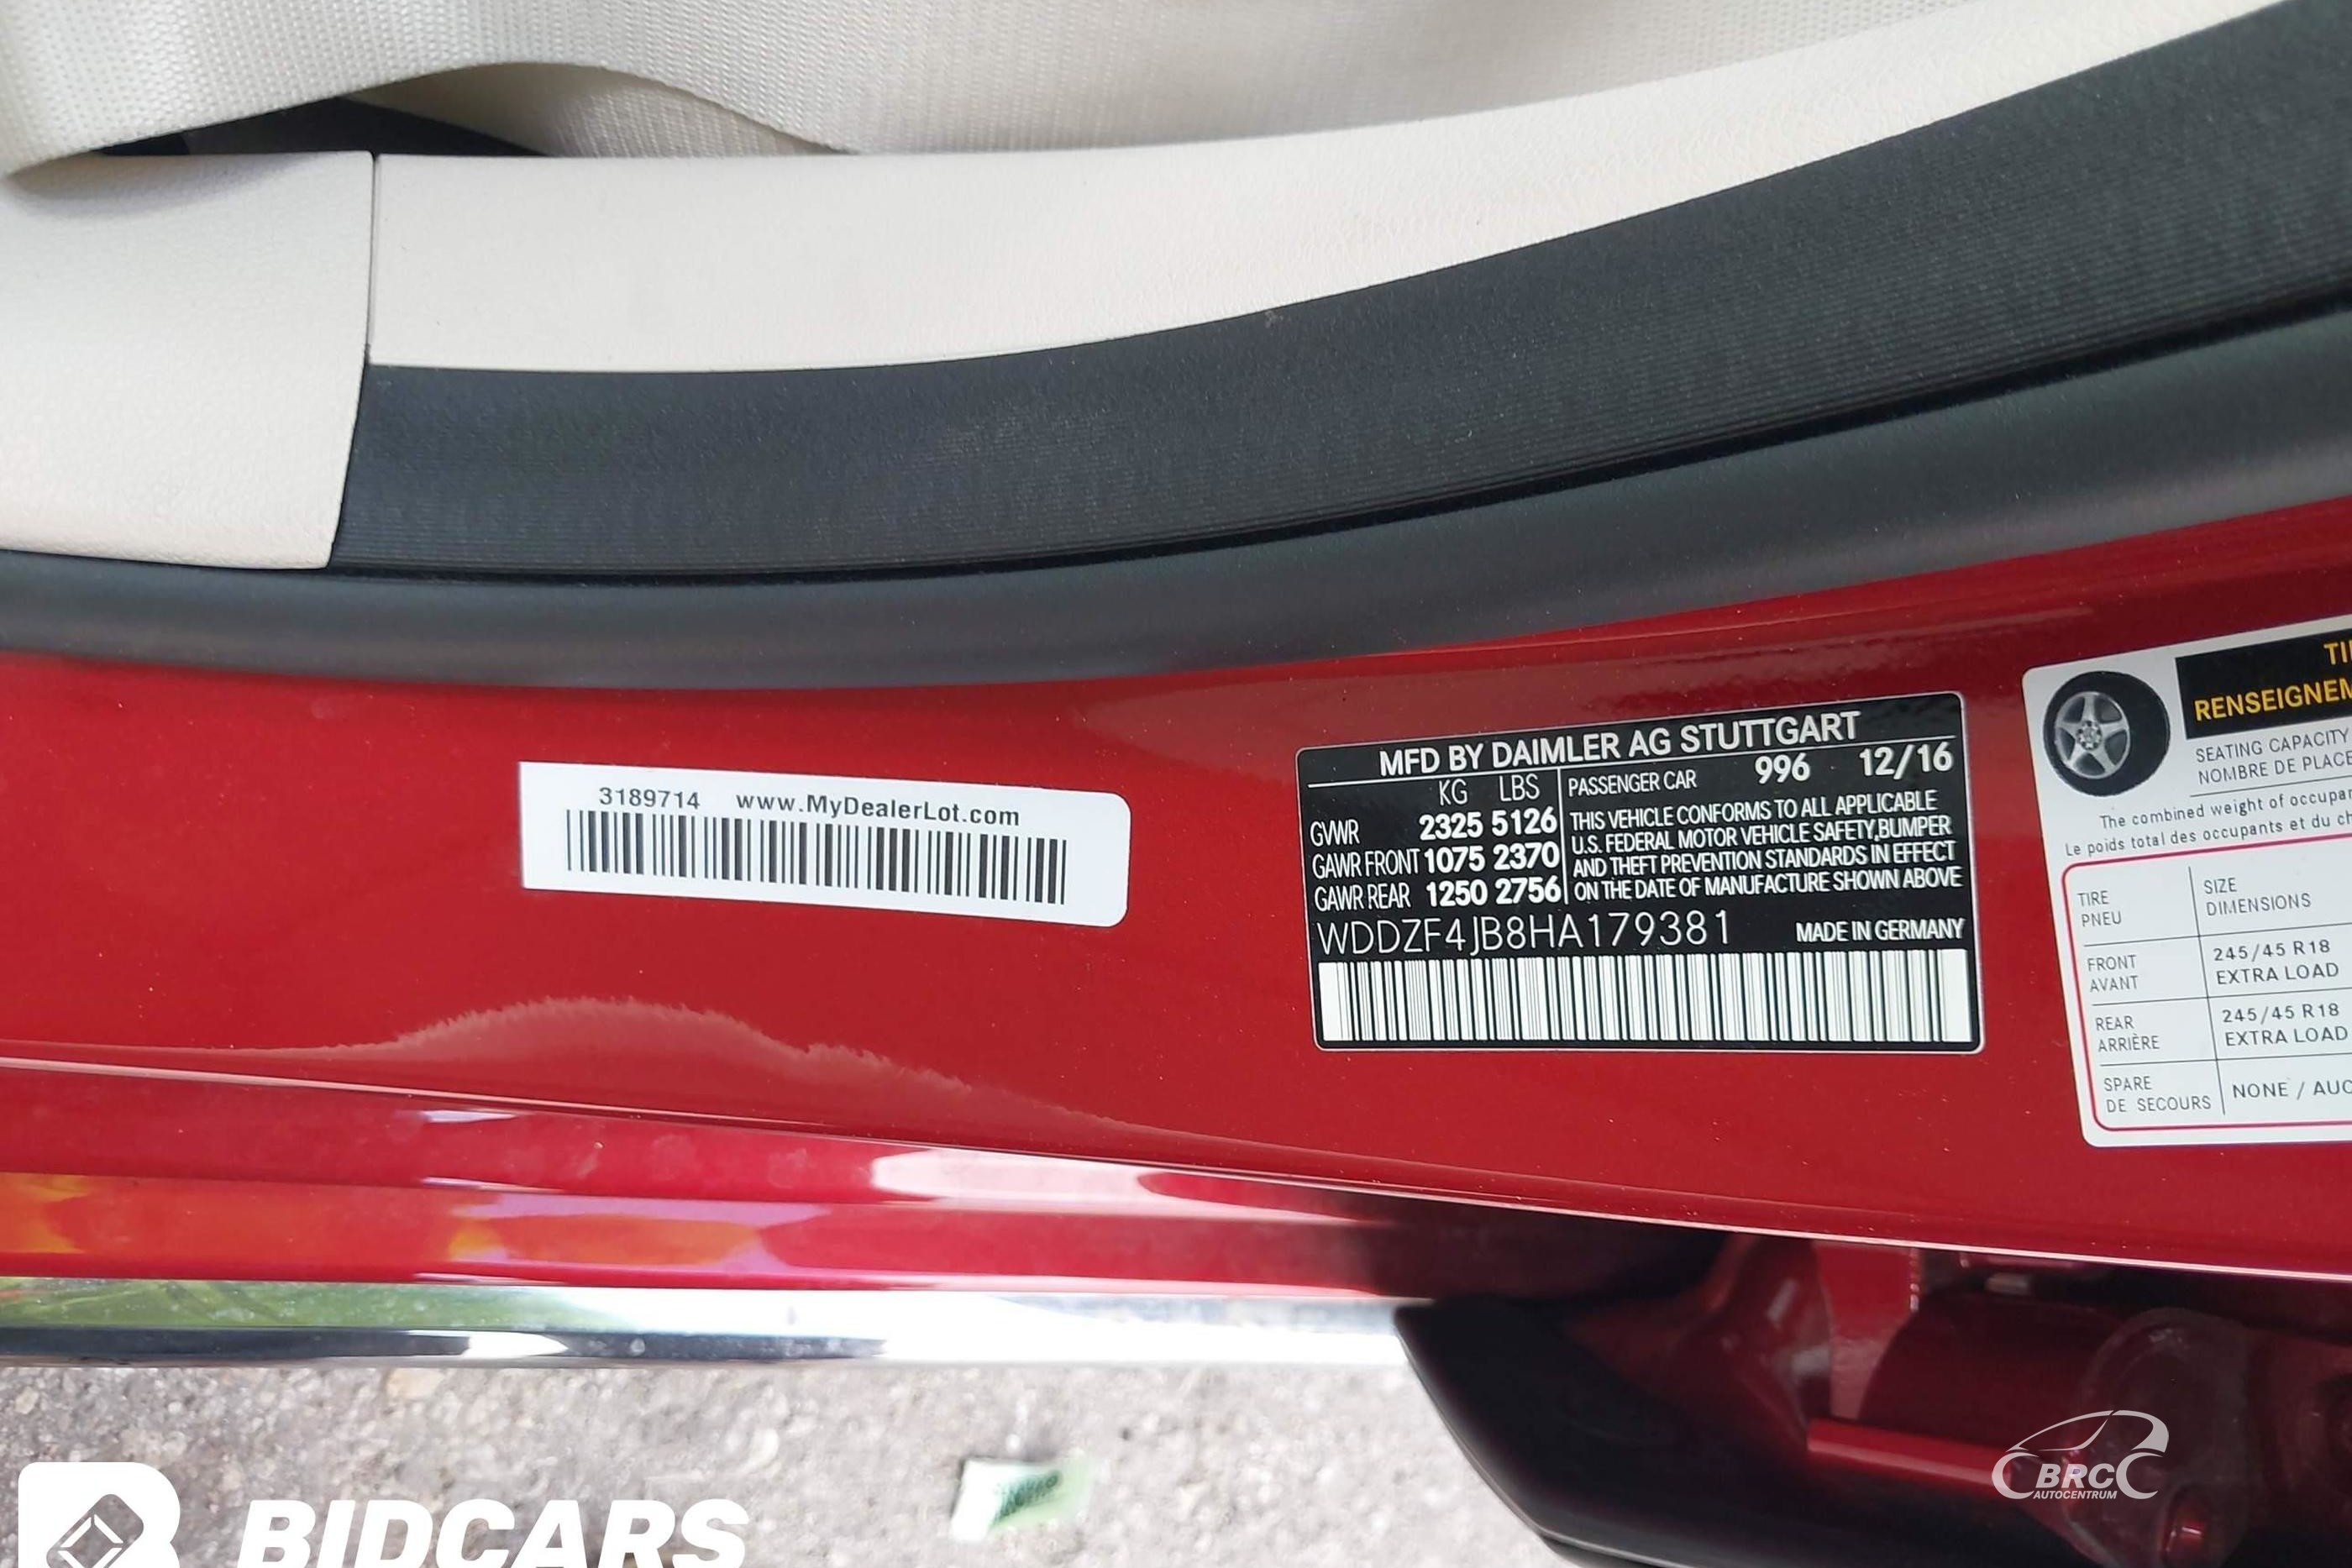 3189714 www.MyDealerLot.com
MFD BY DAIMLER AG STUTTGART
KG LBS
GVWR 2325 5126
GAWR FRONT 1075 2370
GAWR REAR 1250 2756
PASSENGER CAR 996 12/16
THIS VEHICLE CONFORMS TO ALL APPLICABLE
U.S. FEDERAL MOTOR VEHICLE SAFETY,BUMPER
AND THEFT PREVENTION STANDARDS IN EFFECT
ON THE DATE OF MANUFACTURE SHOWN ABOVE
WDDZF4JB8HA179381 MADE IN GERMANY
SEATING CAPACITY
NOMBRE DE
The combined weight of
Le poids total des occupants et du
TIRE
PNEU
SIZE
DIMENSIONS
FRONT
AVANT
245/45 R18
EXTRA LOAD
REAR
ARRIÈRE
245/45 R18
EXTRA LOAD
SPARE
DE SECOURS
NONE /
BIDCARS
BRC
AUTOCENTRUM